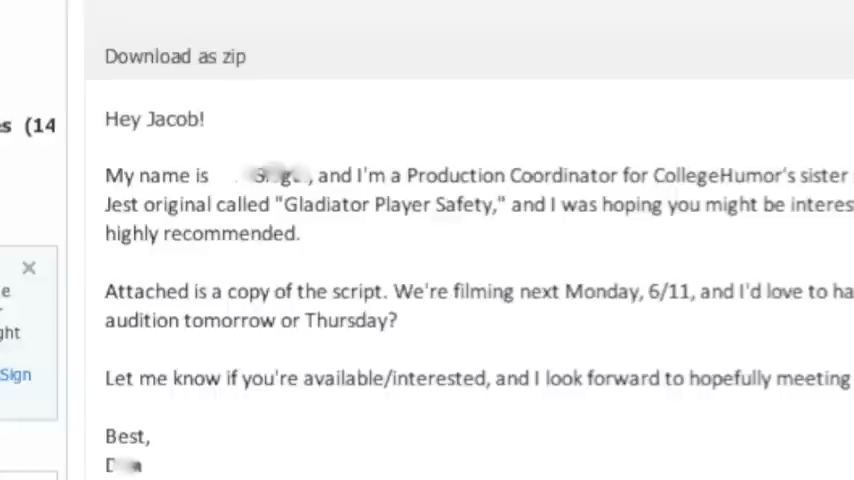 Download as zip
s (14
Hey Jacob!
My name is , and I'm a Production Coordinator for CollegeHumor's sister
Jest original called "Gladiator Player Safety," and I was hoping you might be interes
highly recommended.
e
Attached is a copy of the script. We're filming next Monday, 6/11, and I'd love to ha
audition tomorrow or Thursday?
ght
Sign
Let me know if you're available/interested, and I look forward to hopefully meeting
Best,